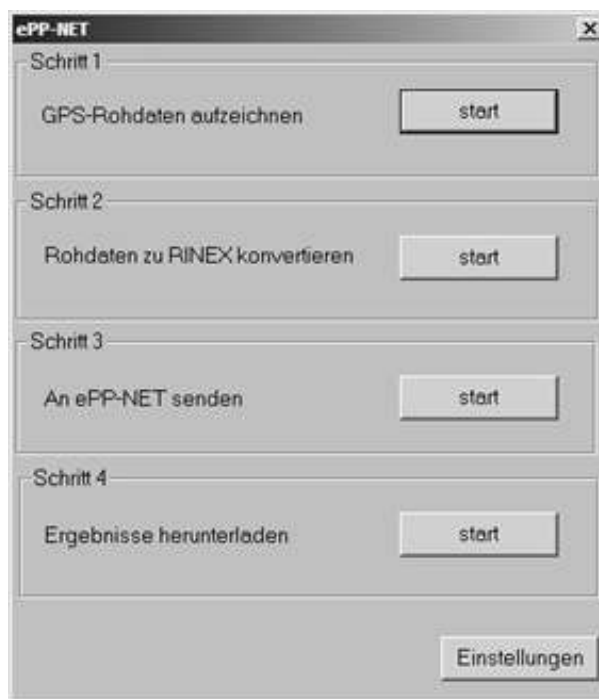 ePP-NET
Schritt 1
GPS-Rohdaten aufzeichnen
start
Schritt 2
Rohdaten zu RINEX konvertieren
start
Schritt 3
An ePP-NET senden
start
Schritt 4
Ergebnisse herunterladen
start
Einstellungen